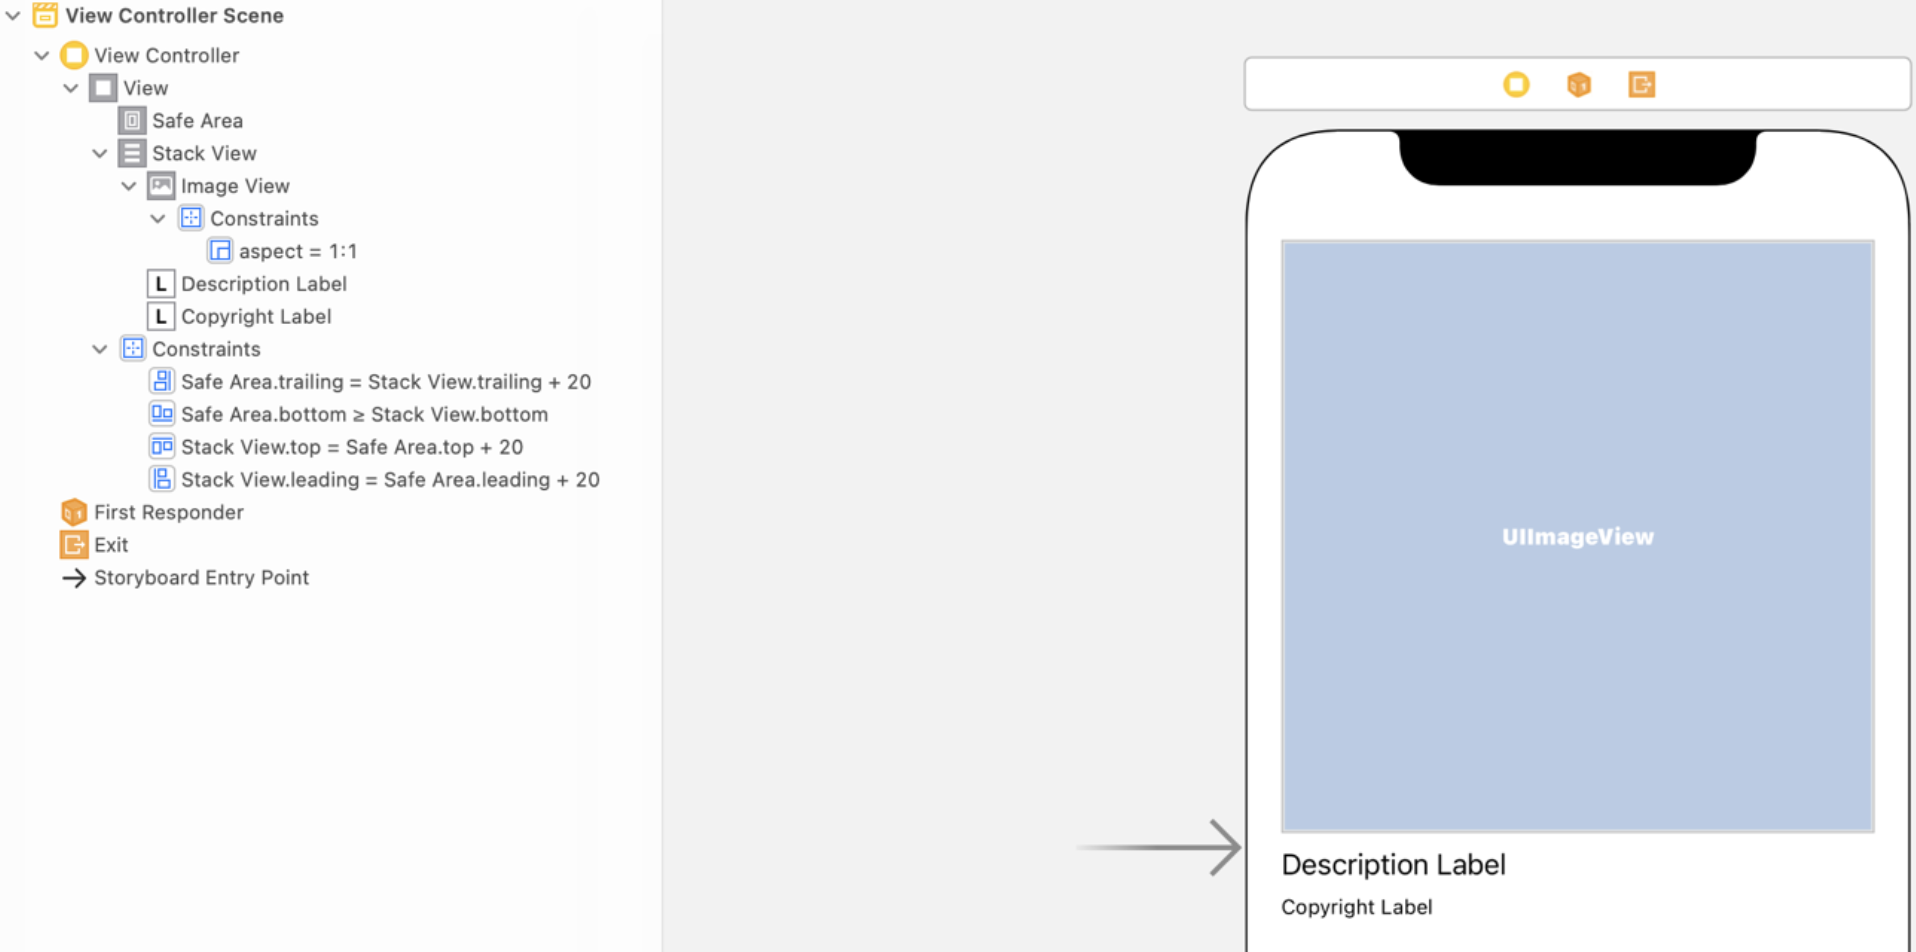 View Controller Scene
View Controller
View
Safe Area
Stack View
Image View
Constraints
aspect = 1:1
L Description Label
L Copyright Label
Constraints
Safe Area.trailing = Stack View.trailing + 20
Safe Area.bottom ≥ Stack View.bottom
Stack View.top = Safe Area.top + 20
Stack View.leading = Safe Area.leading + 20
First Responder
Exit
Storyboard Entry Point
UIImageView
Description Label
Copyright Label